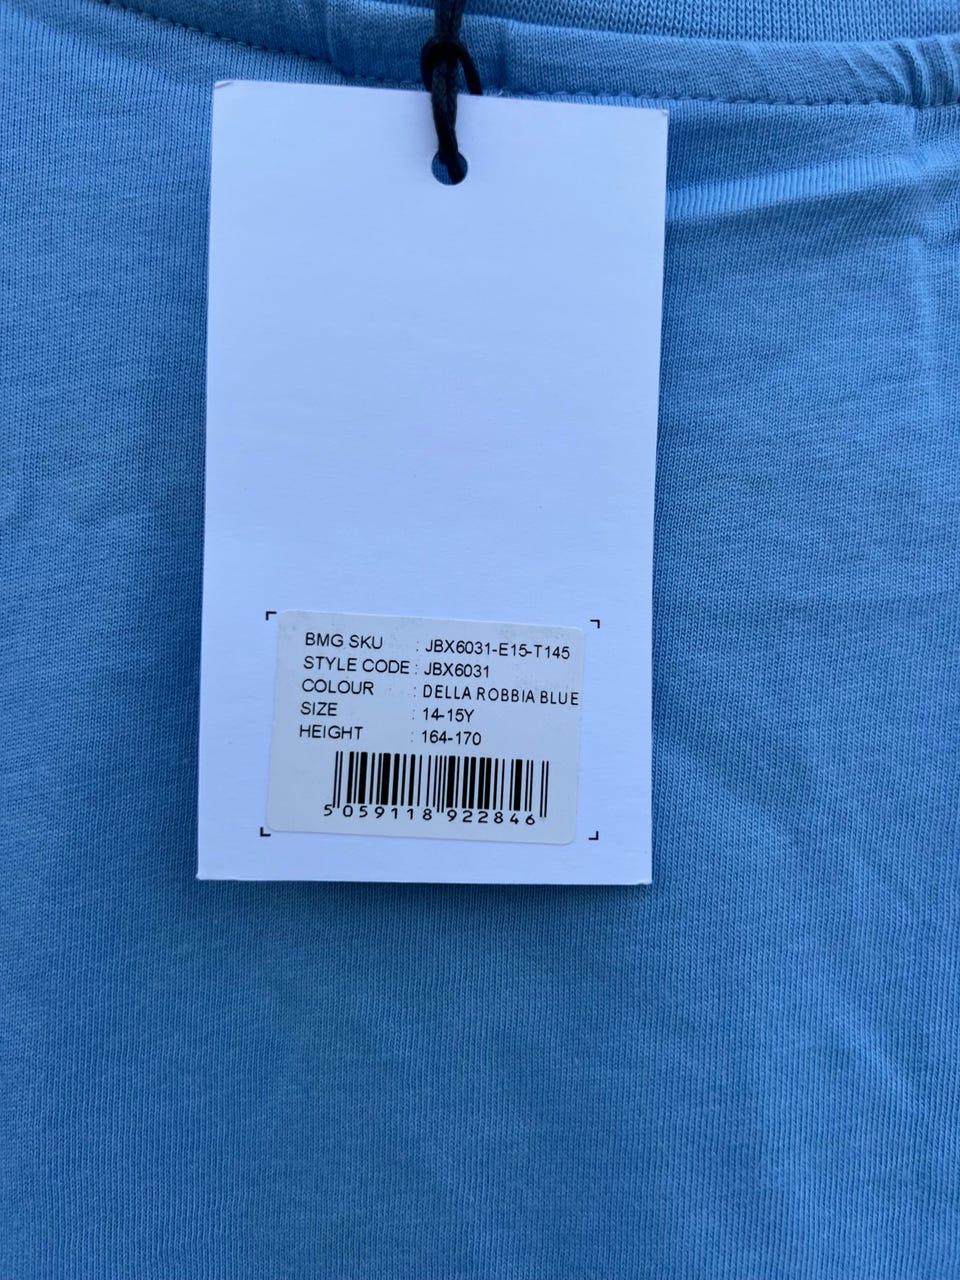 BMG SKU : JBX6031-E15-T145
STYLE CODE : JBX6031
COLOUR : DELLA ROBBIA BLUE
SIZE : 14-15Y
HEIGHT : 164-170
5 059118 922846